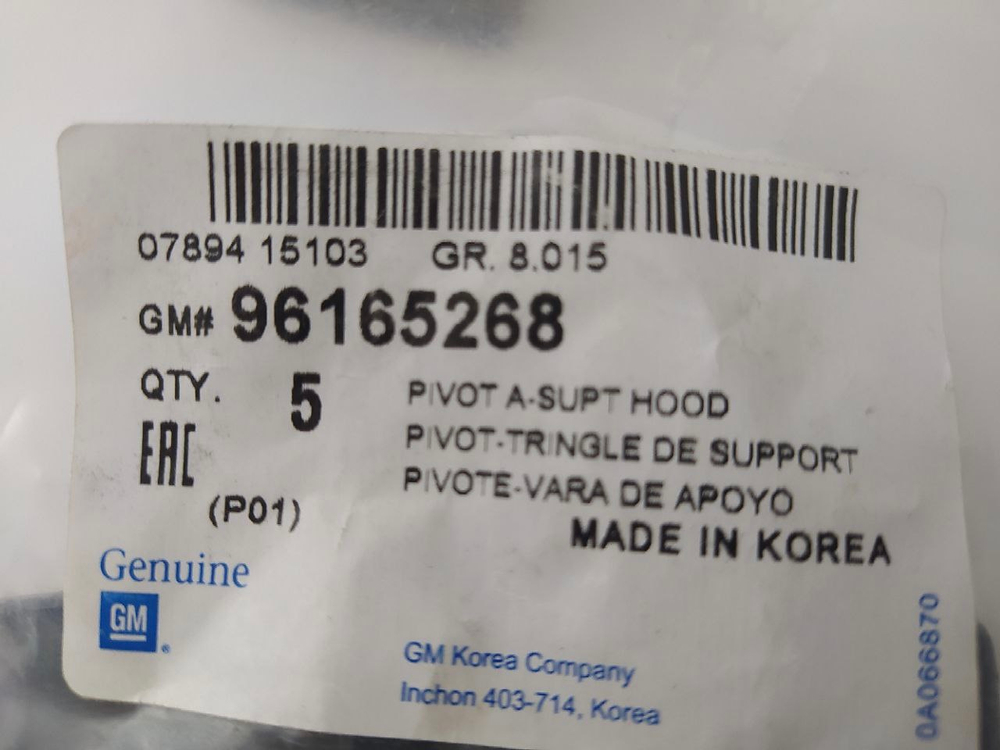 07894 15103 GR. 8.015
GM# 96165268
QTY. 5
PIVOT A-SUPT HOOD
PIVOT-TRINGLE DE SUPPORT
PIVOTE-VARA DE APOYO
EAC
(P01)
MADE IN KOREA
Genuine
GM
®
GM Korea Company
Inchon 403-714, Korea
0A066870